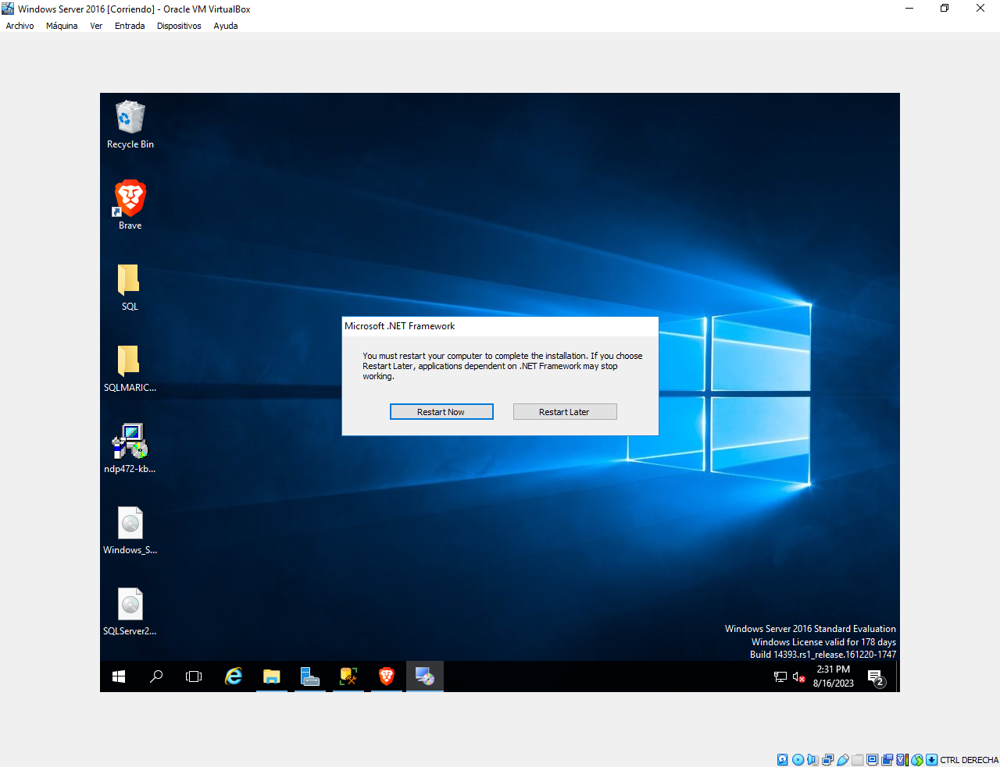 Windows Server 2016 [Corriendo] - Oracle VM VirtualBox
Archivo Máquina Ver Entrada Dispositivos Ayuda
Recycle Bin
Brave
SQL
SQLMARIC...
ndp472-kb...
Windows_S...
SQLServer2...
Microsoft .NET Framework
You must restart your computer to complete the installation. If you choose
Restart Later, applications dependent on .NET Framework may stop
working.
Restart Now Restart Later
Windows Server 2016 Standard Evaluation
Windows License valid for 178 days
Build 14393.rs1_release.161220-1747
2:31 PM
8/16/2023
2
CTRL DERECHA